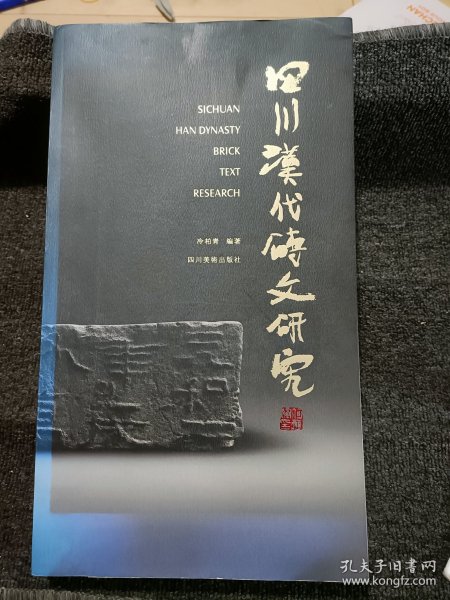 四川漢代磚文研究
SICHUAN
HAN DYNASTY
BRICK
TEXT
RESEARCH
冷柏青 编著
四川美術出版社
孔夫子旧书网
www.kongfz.com